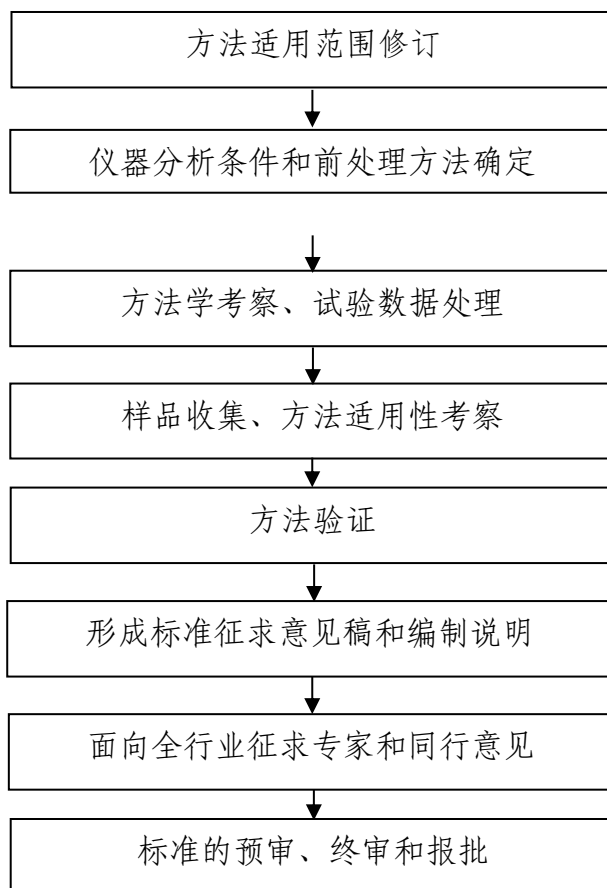 方法适用范围修订
仪器分析条件和前处理方法确定
方法学考察、试验数据处理
样品收集、方法适用性考察
方法验证
形成标准征求意见稿和编制说明
面向全行业征求专家和同行意见
标准的预审、终审和报批